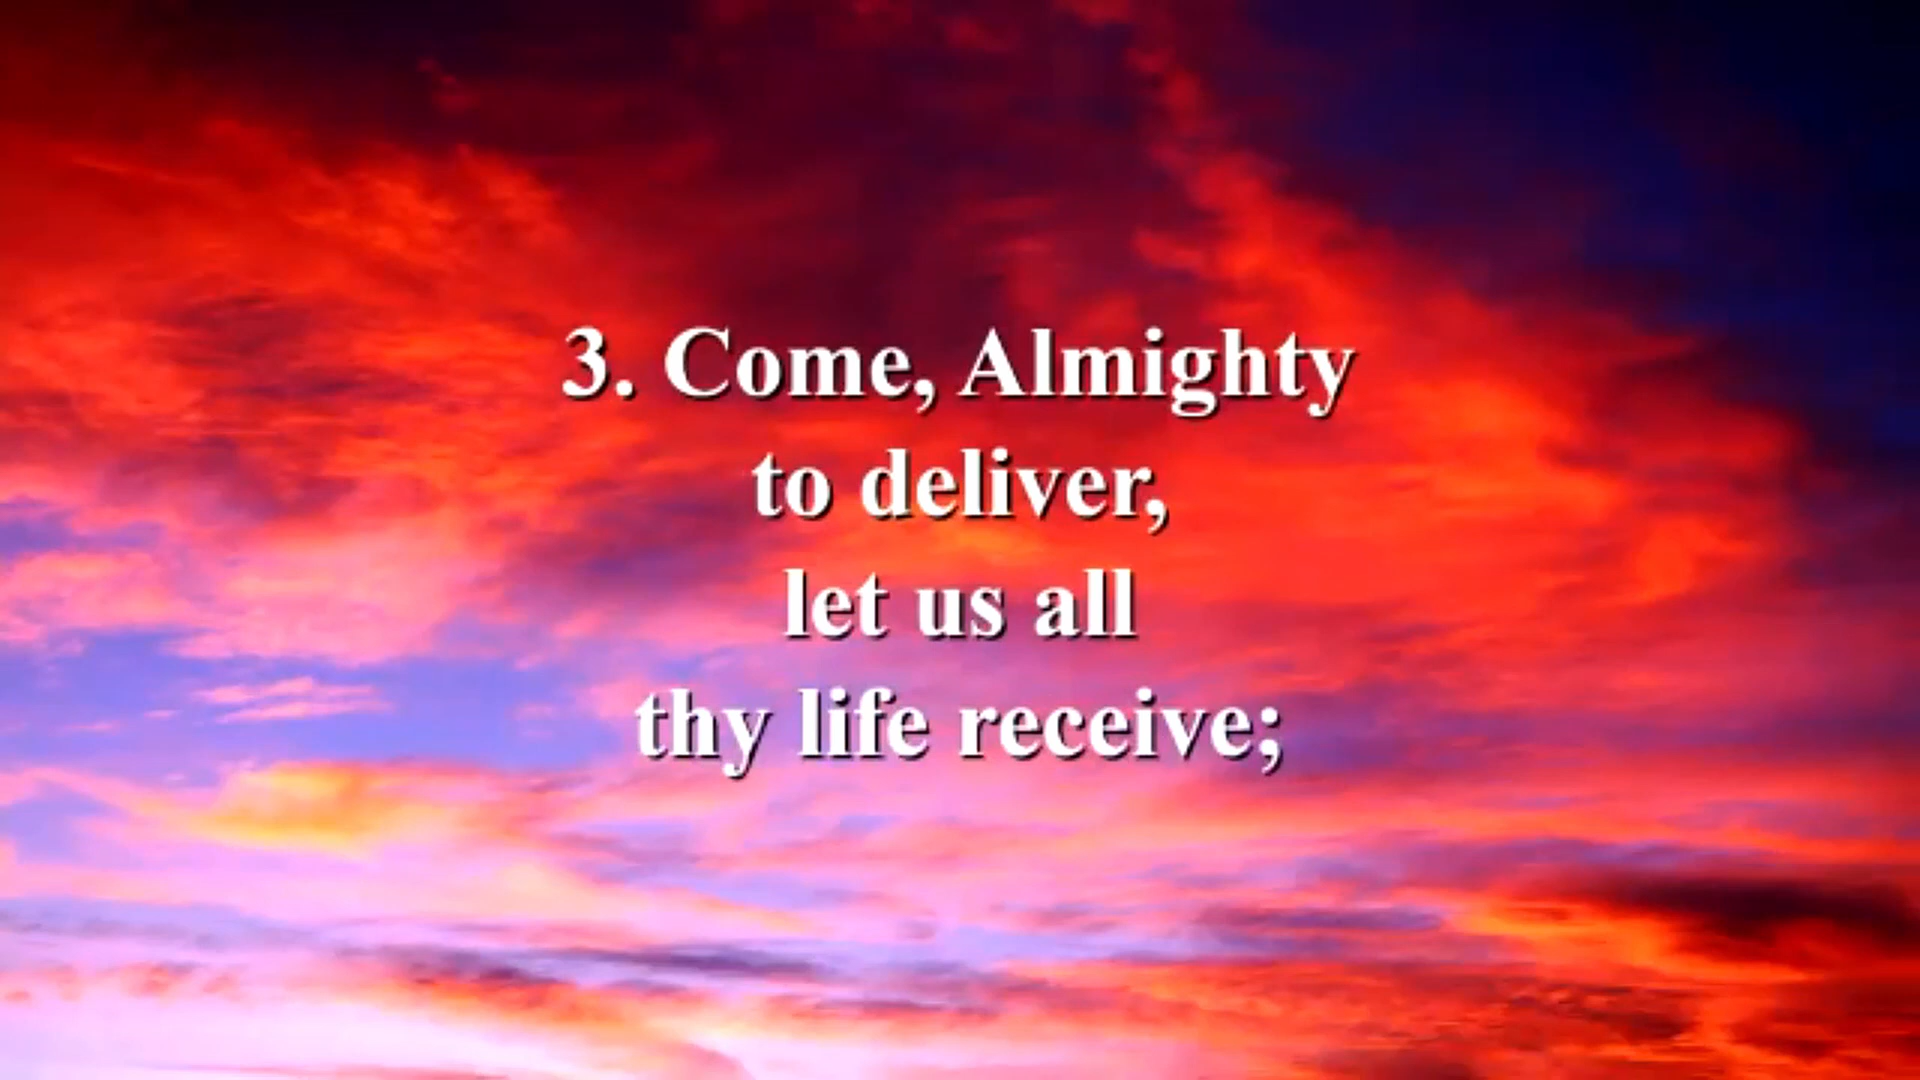 3. Come, Almighty
to deliver,
let us all
thy life receive;